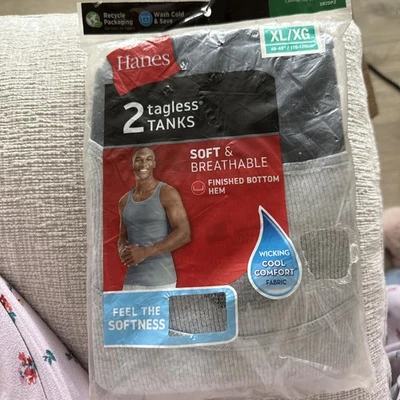 Recycle
Packaging
Wash Cold
& Save
XL/XG
Hanes
2 tagless®
TANKS
SOFT &
BREATHABLE
FINISHED BOTTOM
HEM
WICKING
COOL
COMFORT
FABRIC
FEEL THE
SOFTNESS